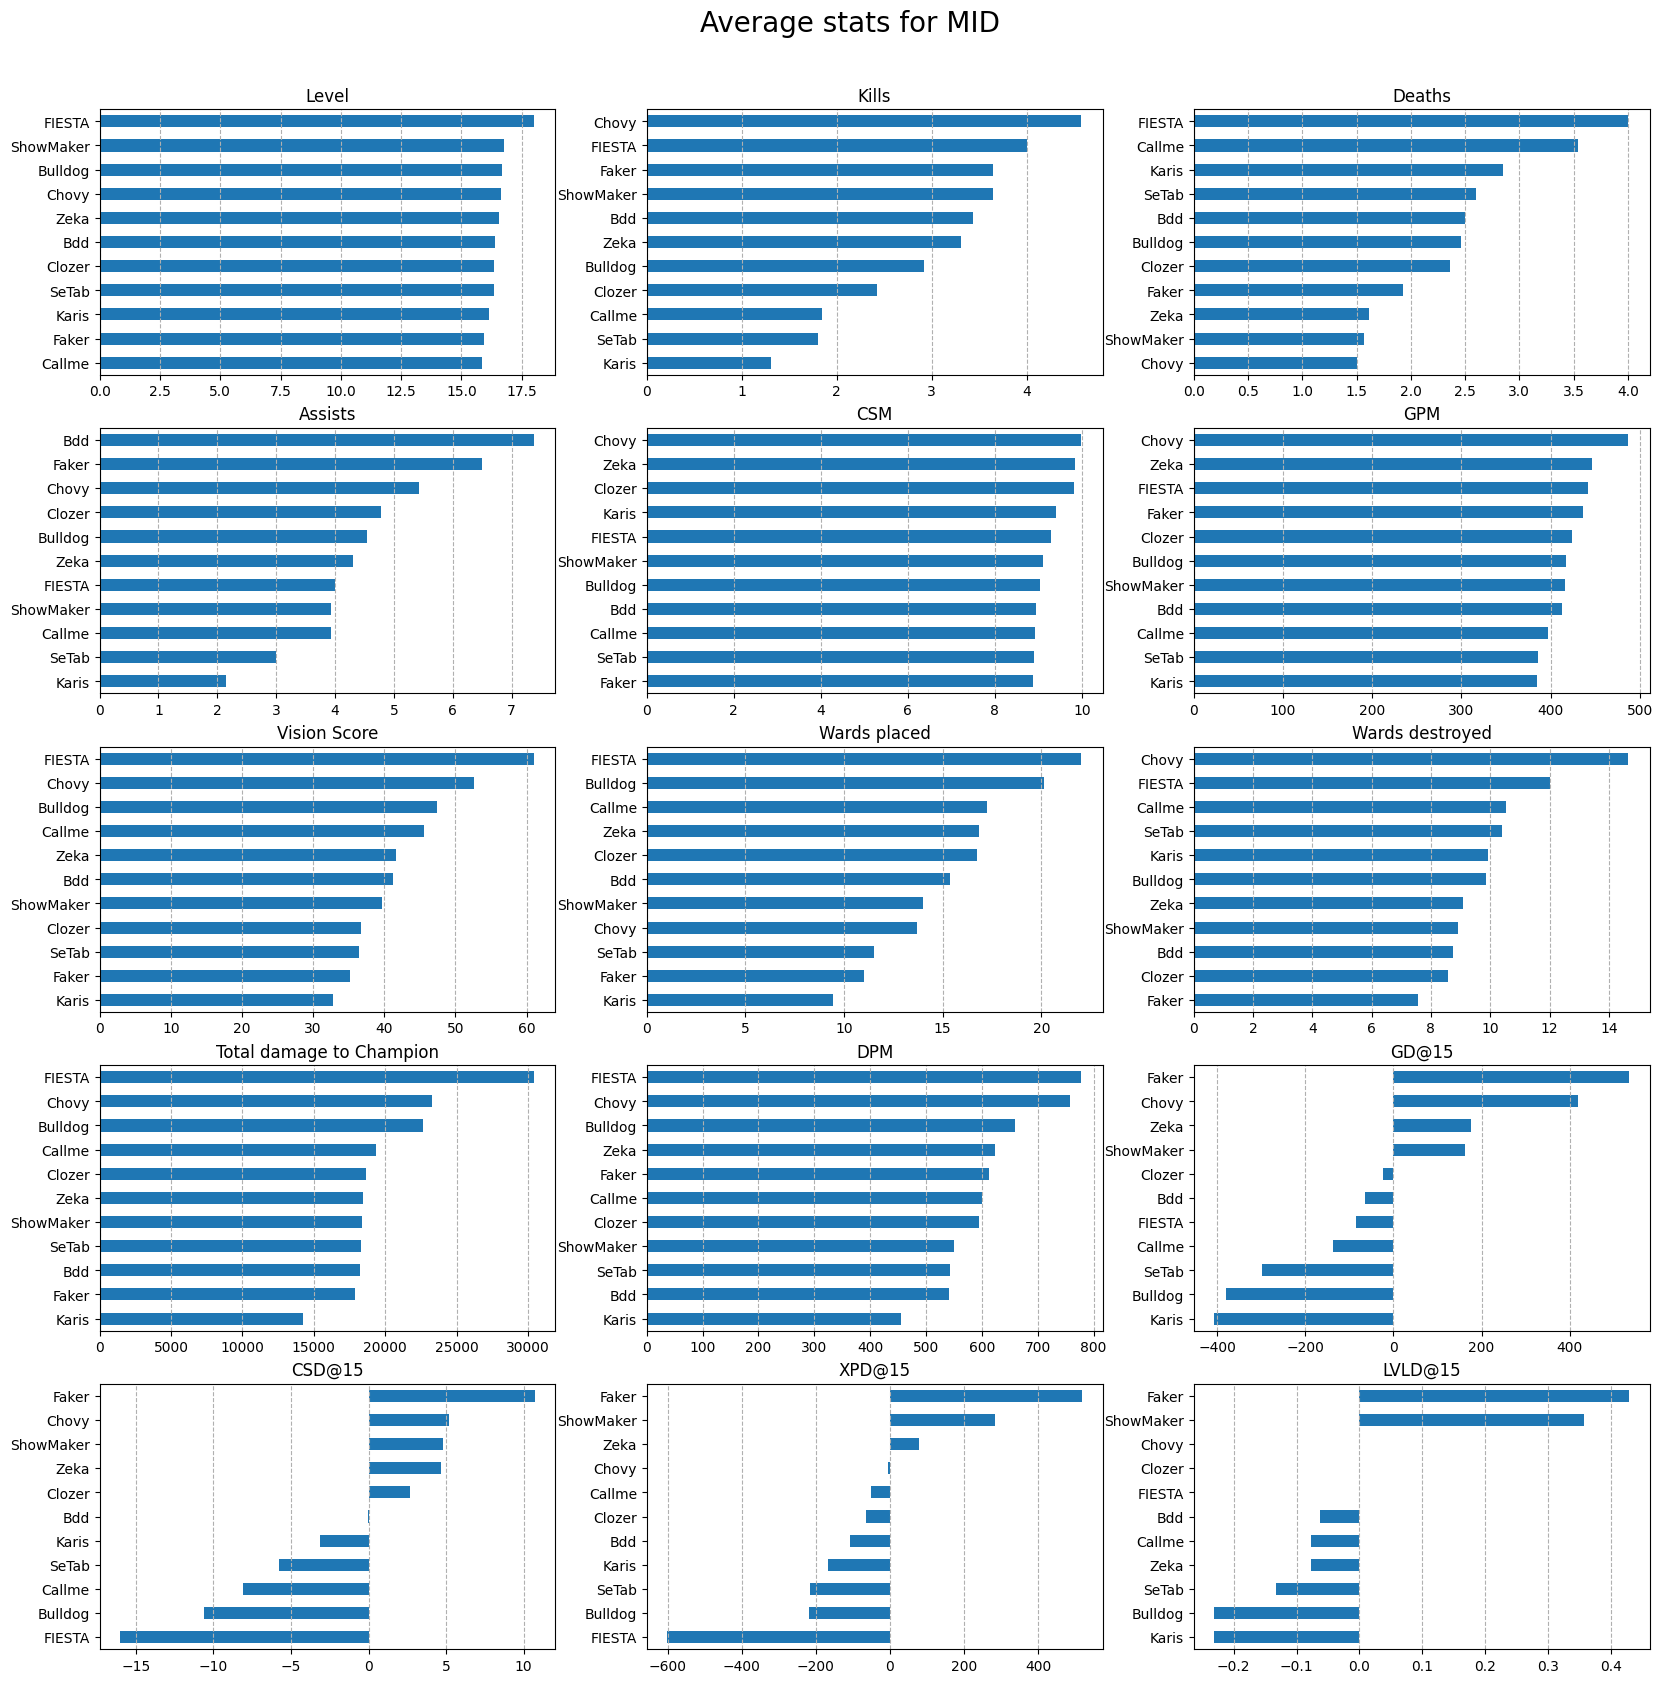 Average stats for MID
Level
FIESTA
ShowMaker
Bulldog
Chovy
Zeka
Bdd
Clozer
SeTab
Karis
Faker
Callme
0.0 2.5 5.0 7.5 10.0 12.5 15.0 17.5
Kills
Chovy
FIESTA
Faker
ShowMaker
Bdd
Zeka
Bulldog
Clozer
Callme
SeTab
Karis
0 1 2 3 4
Deaths
FIESTA
Callme
Karis
SeTab
Bdd
Bulldog
Clozer
Faker
Zeka
ShowMaker
Chovy
0.0 0.5 1.0 1.5 2.0 2.5 3.0 3.5 4.0
Assists
Bdd
Faker
Chovy
Clozer
Bulldog
Zeka
FIESTA
ShowMaker
Callme
SeTab
Karis
0 1 2 3 4 5 6 7
CSM
Chovy
Zeka
Clozer
Karis
FIESTA
ShowMaker
Bulldog
Bdd
Callme
SeTab
Faker
0 2 4 6 8 10
GPM
Chovy
Zeka
FIESTA
Faker
Clozer
Bulldog
ShowMaker
Bdd
Callme
SeTab
Karis
0 100 200 300 400 500
Vision Score
FIESTA
Chovy
Bulldog
Callme
Zeka
Bdd
ShowMaker
Clozer
SeTab
Faker
Karis
0 10 20 30 40 50 60
Wards placed
FIESTA
Bulldog
Callme
Zeka
Clozer
Bdd
ShowMaker
Chovy
SeTab
Faker
Karis
0 5 10 15 20
Wards destroyed
Chovy
FIESTA
Callme
SeTab
Karis
Bulldog
Zeka
ShowMaker
Bdd
Clozer
Faker
0 2 4 6 8 10 12 14
Total damage to Champion
FIESTA
Chovy
Bulldog
Callme
Clozer
Zeka
ShowMaker
SeTab
Bdd
Faker
Karis
0 5000 10000 15000 20000 25000 30000
DPM
FIESTA
Chovy
Bulldog
Zeka
Faker
Callme
Clozer
ShowMaker
SeTab
Bdd
Karis
0 100 200 300 400 500 600 700 800
GD@15
Faker
Chovy
Zeka
ShowMaker
Clozer
Bdd
FIESTA
Callme
SeTab
Bulldog
Karis
−400 −200 0 200 400
CSD@15
Faker
Chovy
ShowMaker
Zeka
Clozer
Bdd
Karis
SeTab
Callme
Bulldog
FIESTA
−15 −10 −5 0 5 10
XPD@15
Faker
ShowMaker
Zeka
Chovy
Callme
Clozer
Bdd
Karis
SeTab
Bulldog
FIESTA
−600 −400 −200 0 200 400
LVLD@15
Faker
ShowMaker
Chovy
Clozer
FIESTA
Bdd
Callme
Zeka
SeTab
Bulldog
Karis
−0.2 −0.1 0.0 0.1 0.2 0.3 0.4